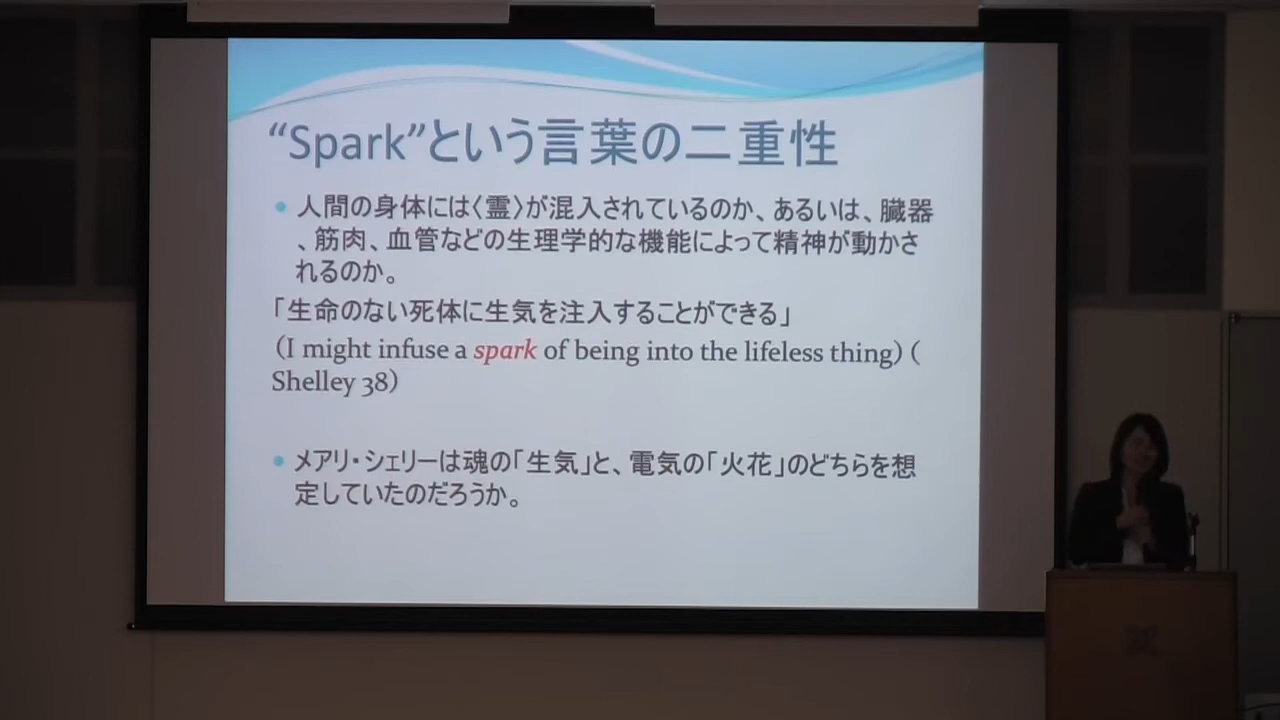 “Spark”という言葉の二重性
人間の身体には〈霊〉が混入されているのか、あるいは、臓器
、筋肉、血管などの生理学的な機能によって精神が動かさ
れるのか。
「生命のない死体に生気を注入することができる」
（I might infuse a spark of being into the lifeless thing）（
Shelley 38）
メアリ・シェリーは魂の「生気」と、電気の「火花」のどちらを想
定していたのだろうか。